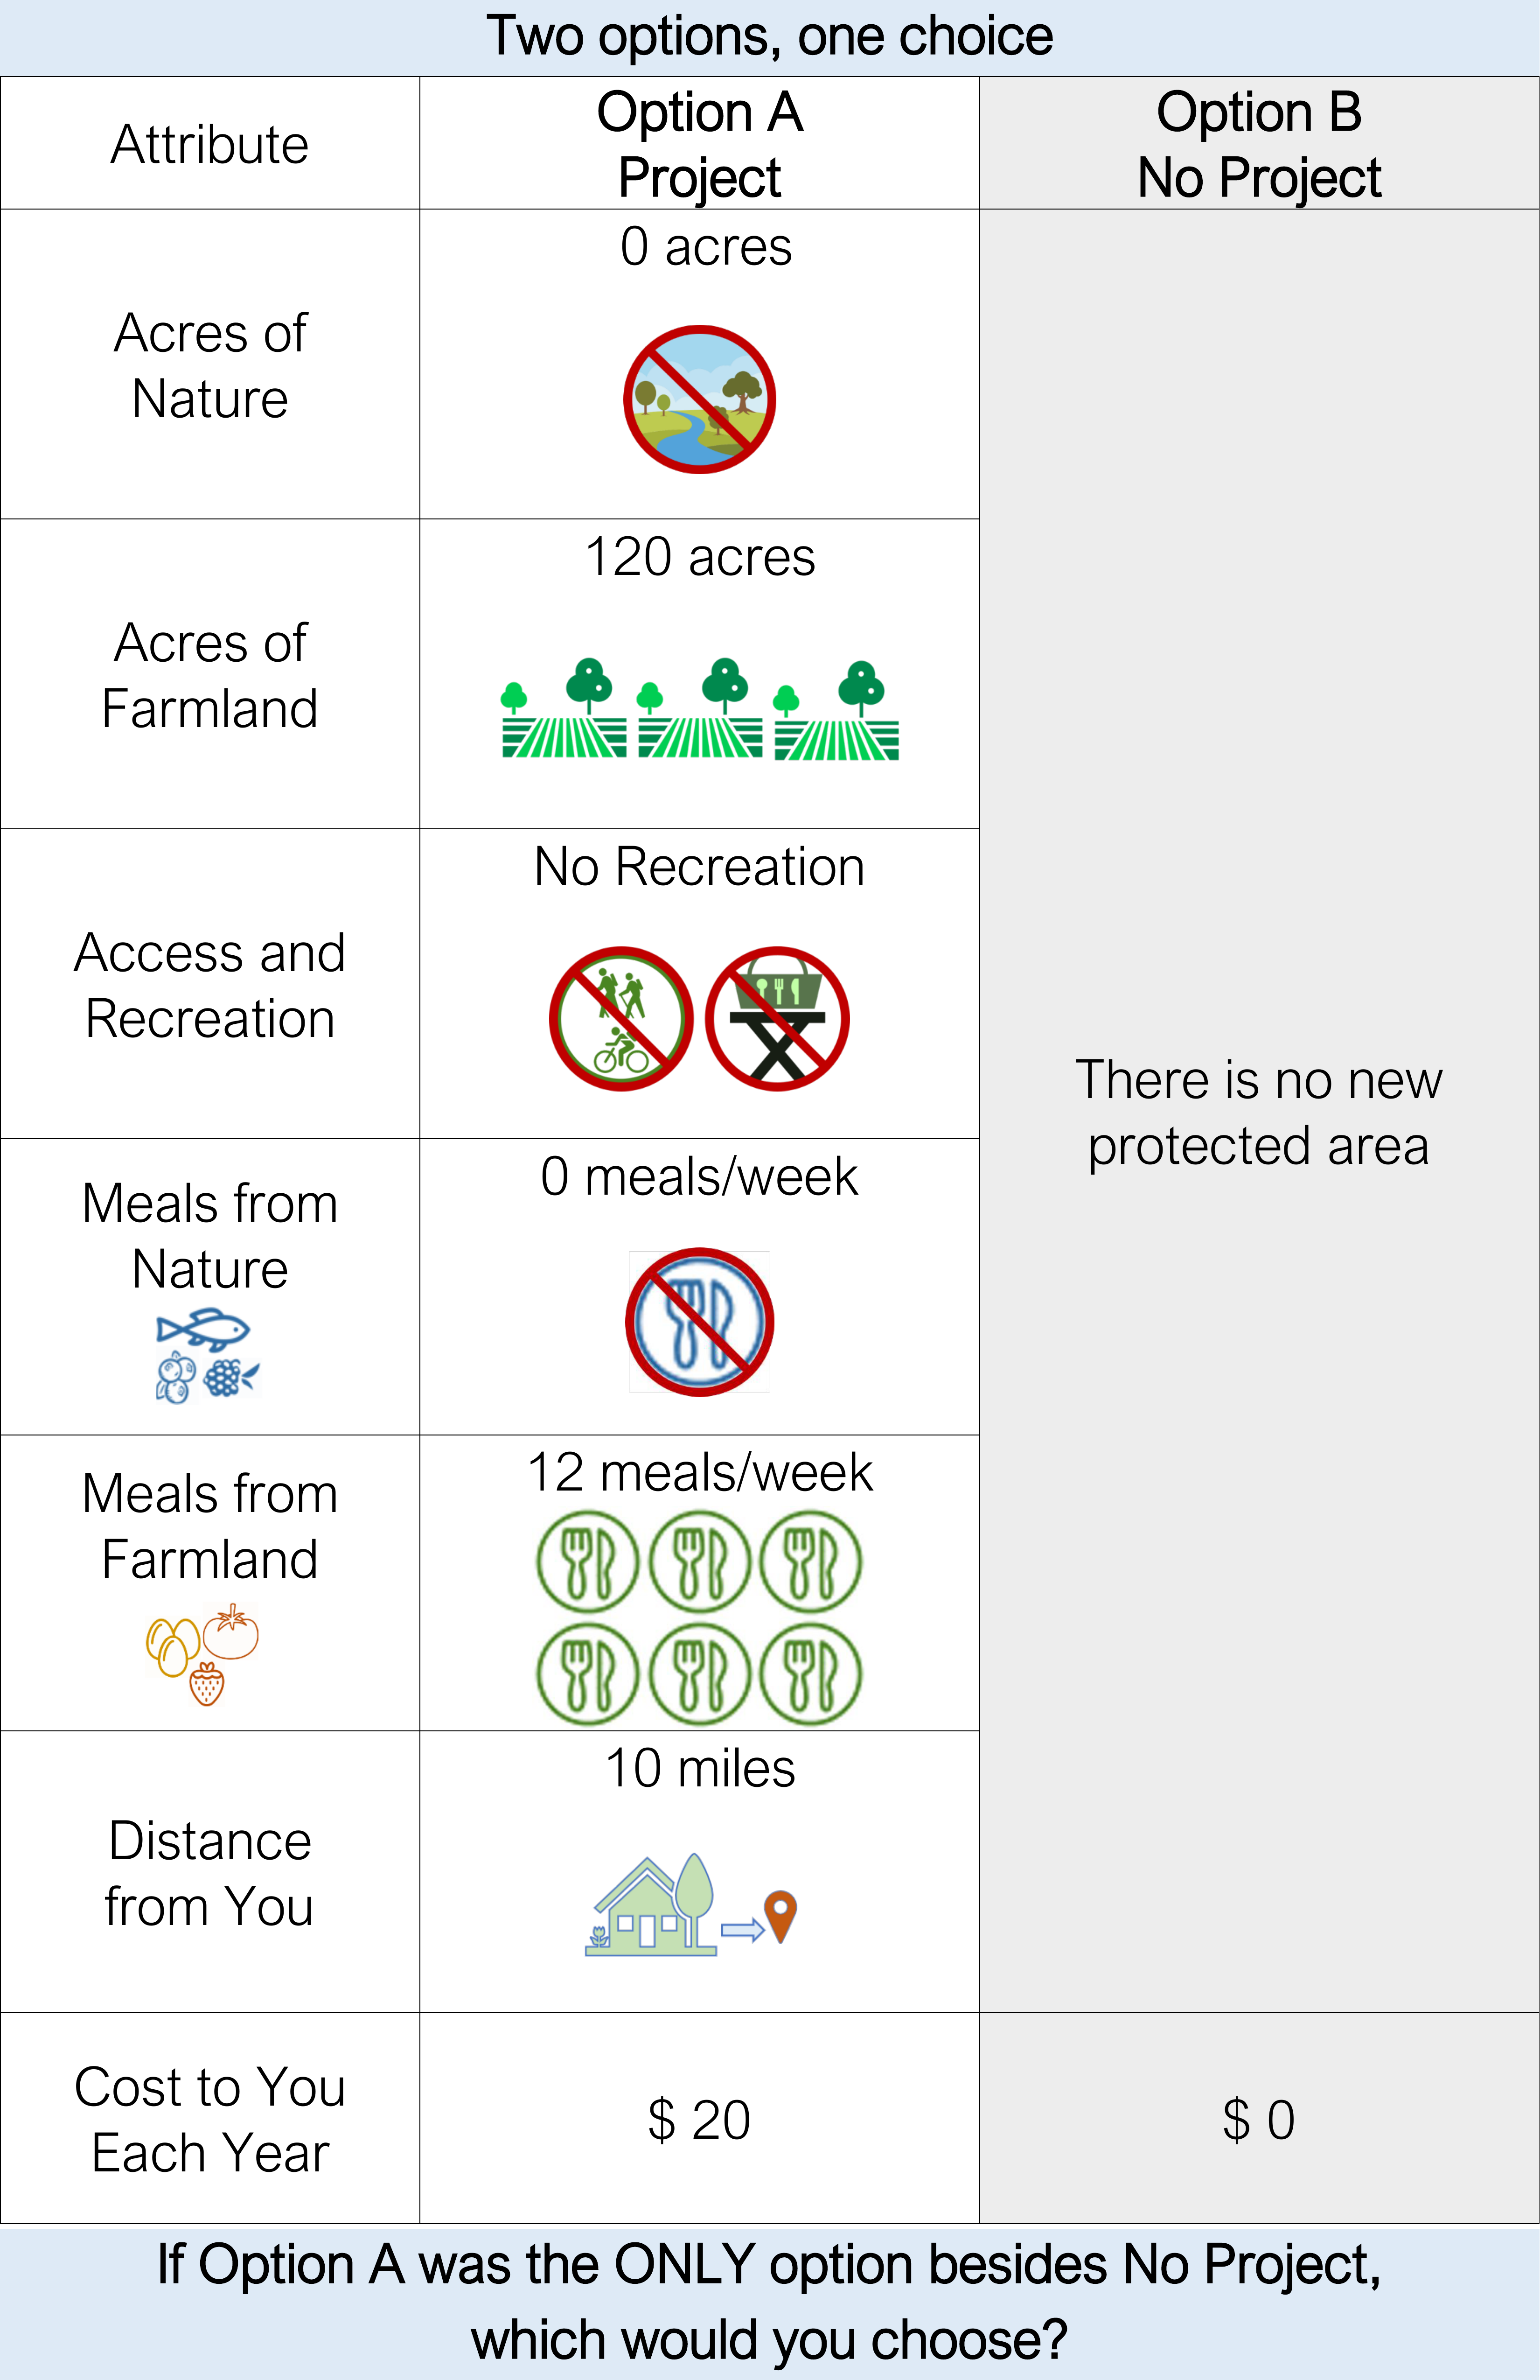 Two options, one choice
Attribute
Option A
Project
Option B
No Project
Acres of
Nature
0 acres
Acres of
Farmland
120 acres
Access and
Recreation
No Recreation
There is no new
protected area
Meals from
Nature
0 meals/week
Meals from
Farmland
12 meals/week
Distance
from You
10 miles
Cost to You
Each Year
$ 20
$ 0
If Option A was the ONLY option besides No Project,
which would you choose?